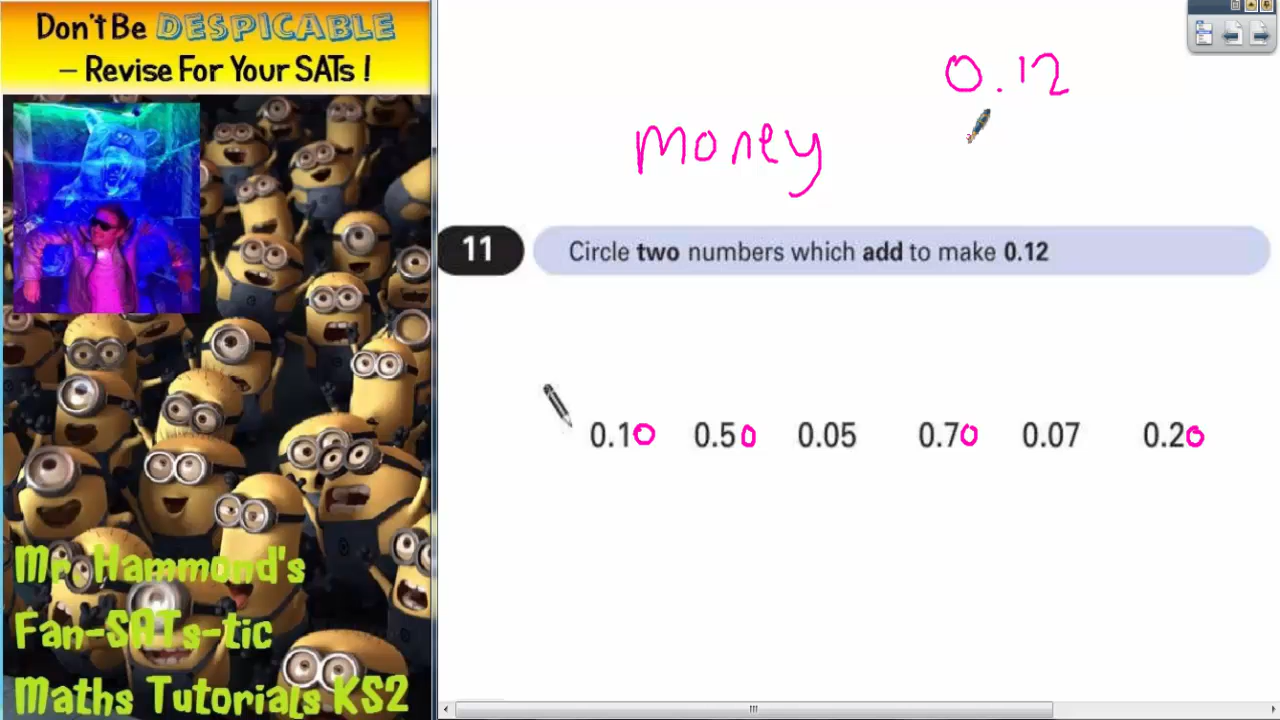 Don't Be DESPICABLE
– Revise For Your SATs !
Mr. Hammond's
Fan-SATs-tic
Maths Tutorials KS2
0.12
money
11 Circle two numbers which add to make 0.12
0.10 0.50 0.05 0.70 0.07 0.20